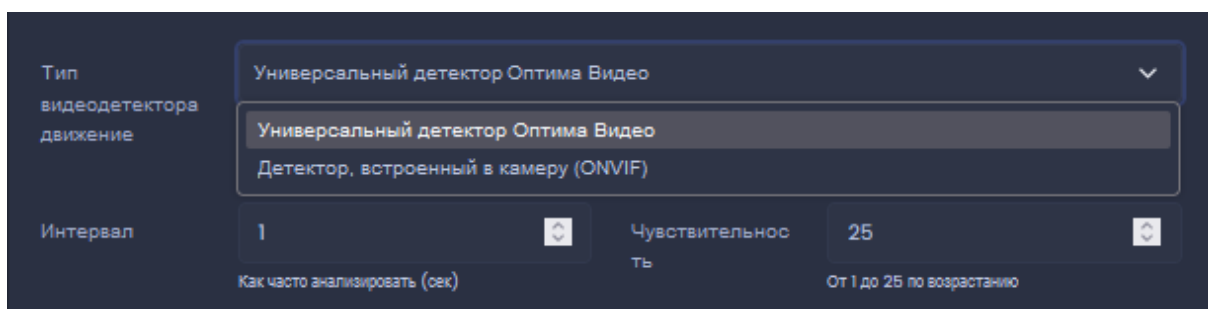 Тип
видеодетектора
движение
Универсальный детектор Оптима Видео
Универсальный детектор Оптима Видео
Детектор, встроенный в камеру (ONVIF)
Интервал
1
Как часто анализировать (сек)
Чувствительнос
ть
25
От 1 до 25 по возрастанию